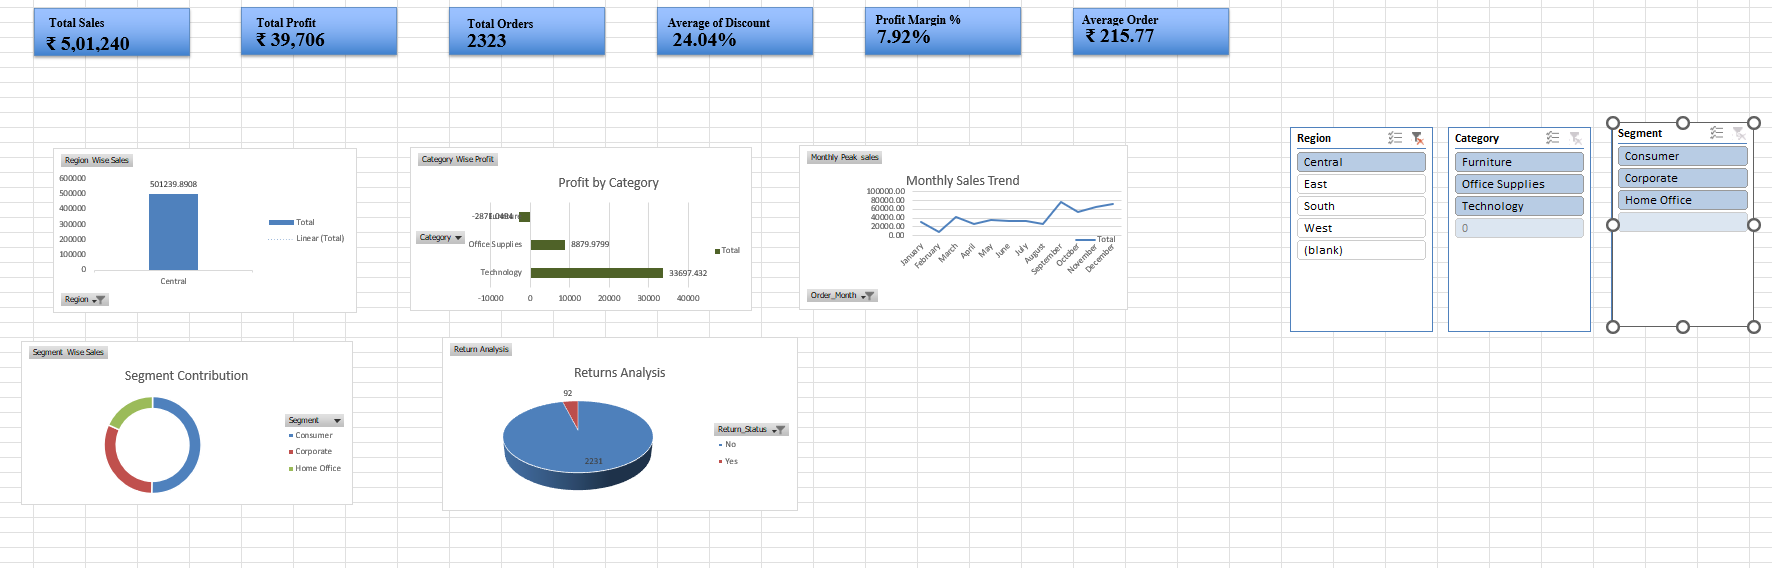 Total Sales
₹ 5,01,240
Total Profit
₹ 39,706
Total Orders
2323
Average of Discount
24.04%
Profit Margin %
7.92%
Average Order
₹ 215.77
Region Wise Sales
600000
500000
400000
300000
200000
100000
0
501239.8908
Central
Total
Linear (Total)
Region
Category Wise Profit
Profit by Category
Category
Office Supplies
Technology
8879.9799
33697.432
-10000
0
10000
20000
30000
40000
Total
Monthly Peak sales
Monthly Sales Trend
100000.00
80000.00
60000.00
40000.00
20000.00
0.00
January
February
March
April
May
June
July
August
September
October
November
December
Total
Order_Month
Region
Central
East
South
West
(blank)
Category
Furniture
Office Supplies
Technology
0
Segment
Consumer
Corporate
Home Office
Segment Wise Sales
Segment Contribution
Segment
Consumer
Corporate
Home Office
Return Analysis
Returns Analysis
92
2231
Return_Status
No
Yes